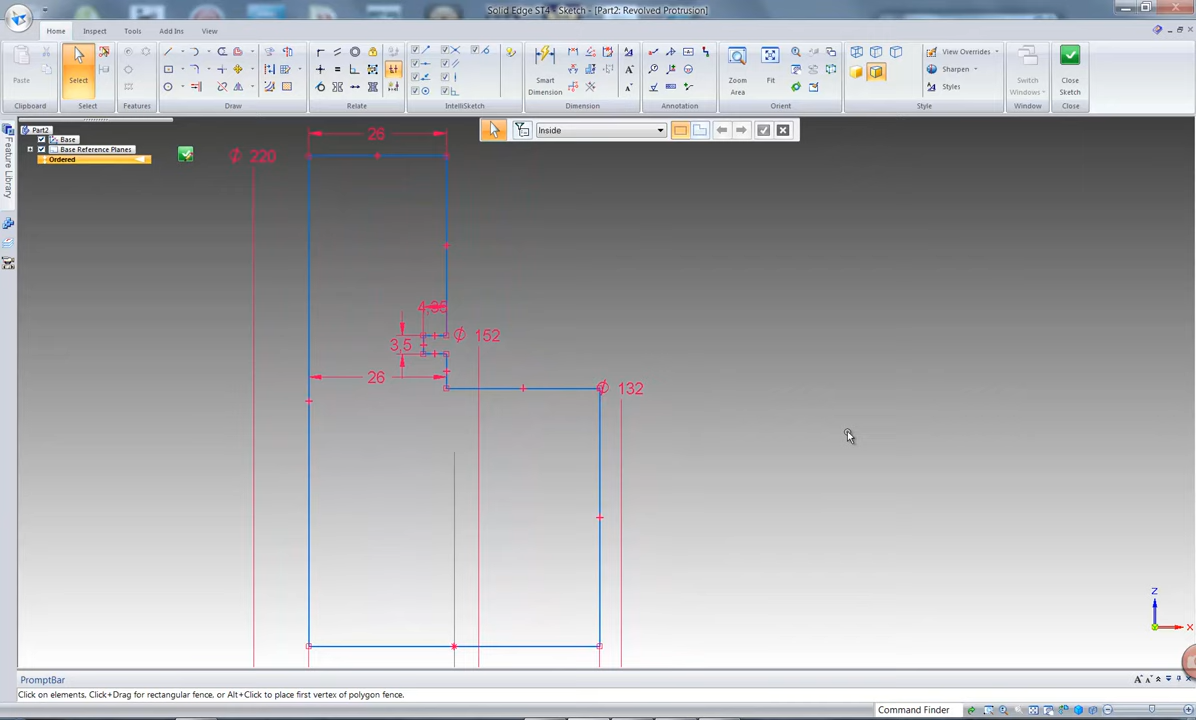 Solid Edge ST4 - Sketch - [Part2: Revolved Protrusion]
Home Inspect Tools Add Ins View
Paste
Select
Smart Dimension
Zoom Area
Fit
View Overrides
Sharpen
Styles
Switch Windows
Close Sketch
Clipboard Select Features Draw Relate IntelliSketch Dimension Annotation Orient Style Window Close
Inside
Part2
Base
Base Reference Planes
Ordered
Feature Library
26
Ø 220
4,35
Ø 152
3,5
26
Ø 132
Z
X
PromptBar
Click on elements, Click+Drag for rectangular fence, or Alt+Click to place first vertex of polygon fence.
Command Finder